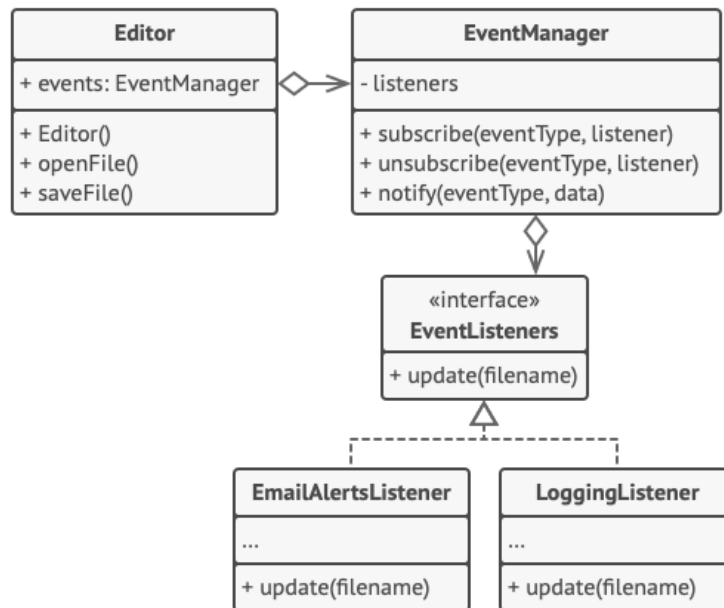 Editor
+ events: EventManager
+ Editor()
+ openFile()
+ saveFile()
EventManager
- listeners
+ subscribe(eventType, listener)
+ unsubscribe(eventType, listener)
+ notify(eventType, data)
«interface»
EventListeners
+ update(filename)
EmailAlertsListener
...
+ update(filename)
LoggingListener
...
+ update(filename)